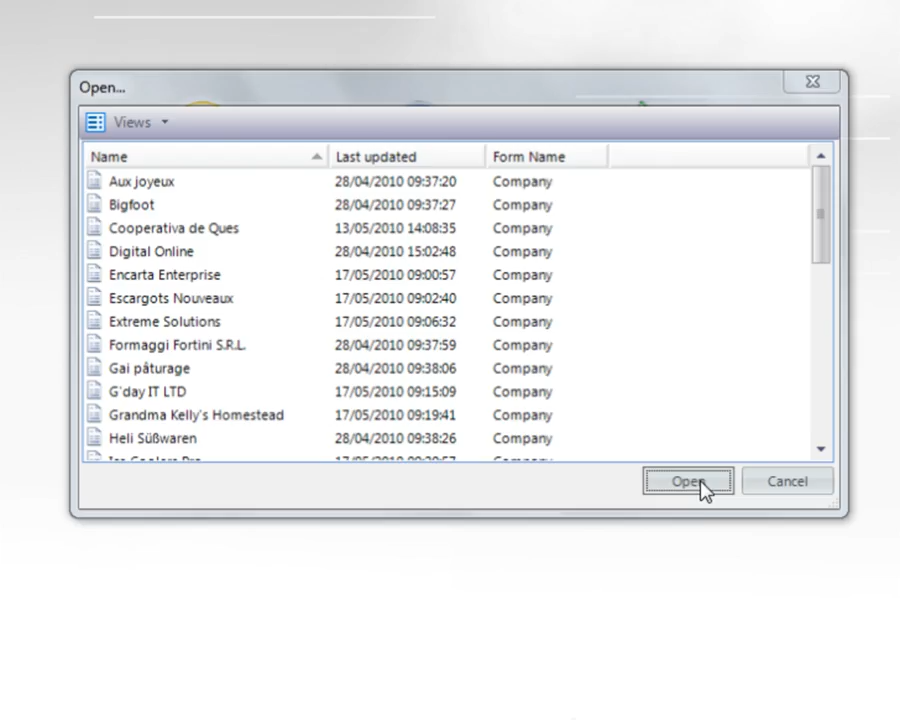 Open...
Views
Name Last updated Form Name
Aux joyeux 28/04/2010 09:37:20 Company
Bigfoot 28/04/2010 09:37:27 Company
Cooperativa de Ques 13/05/2010 14:08:35 Company
Digital Online 28/04/2010 15:02:48 Company
Encarta Enterprise 17/05/2010 09:00:57 Company
Escargots Nouveaux 17/05/2010 09:02:40 Company
Extreme Solutions 17/05/2010 09:06:32 Company
Formaggi Fortini S.R.L. 28/04/2010 09:37:59 Company
Gai pâturage 28/04/2010 09:38:06 Company
G'day IT LTD 17/05/2010 09:15:09 Company
Grandma Kelly's Homestead 17/05/2010 09:19:41 Company
Heli Süßwaren 28/04/2010 09:38:26 Company
Open Cancel